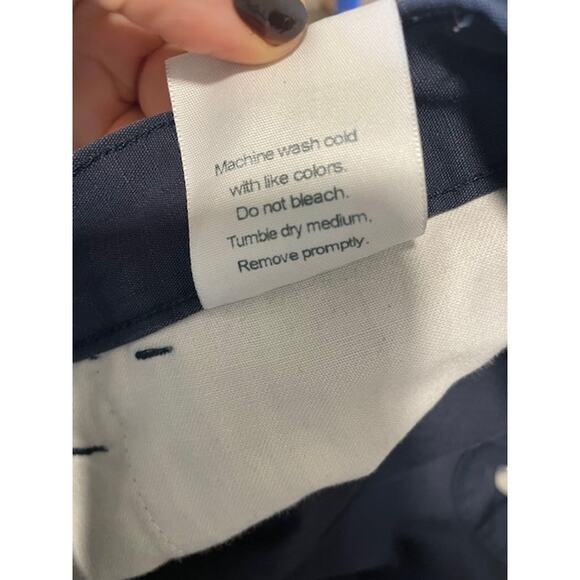 Machine wash cold
with like colors.
Do not bleach.
Tumble dry medium.
Remove promptly.